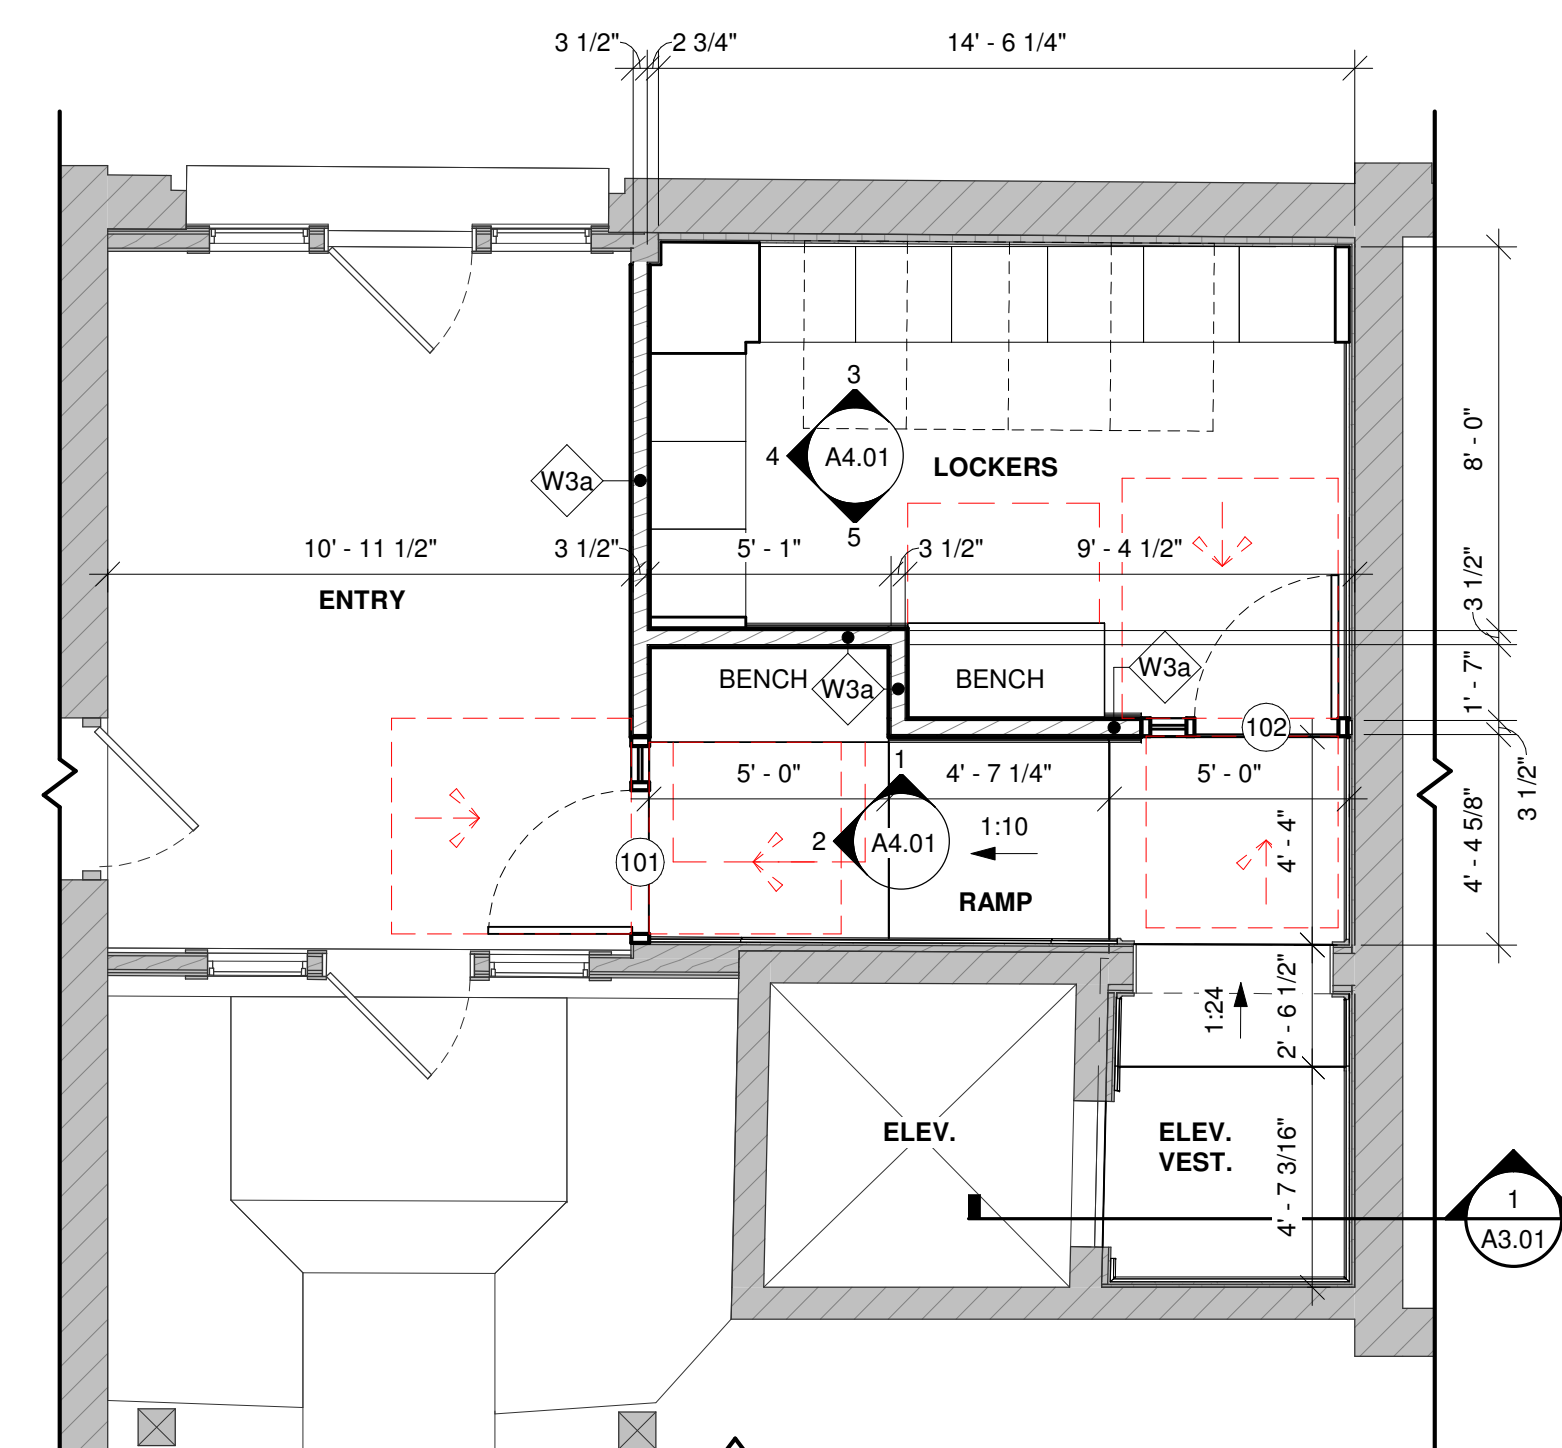 3 1/2" 2 3/4" 14' - 6 1/4"
3
4 A4.01
5
LOCKERS
W3a
8' - 0"
10' - 11 1/2" 3 1/2" 5' - 1" 3 1/2" 9' - 4 1/2"
ENTRY
3 1/2"
BENCH W3a BENCH W3a
1' - 7"
102
3 1/2"
5' - 0" 1 4' - 7 1/4" 5' - 0"
2 A4.01
1:10
4' - 4"
4' - 4 5/8"
101
RAMP
1:24
2' - 6 1/2"
ELEV.
ELEV.
VEST.
4' - 7 3/16"
1
A3.01